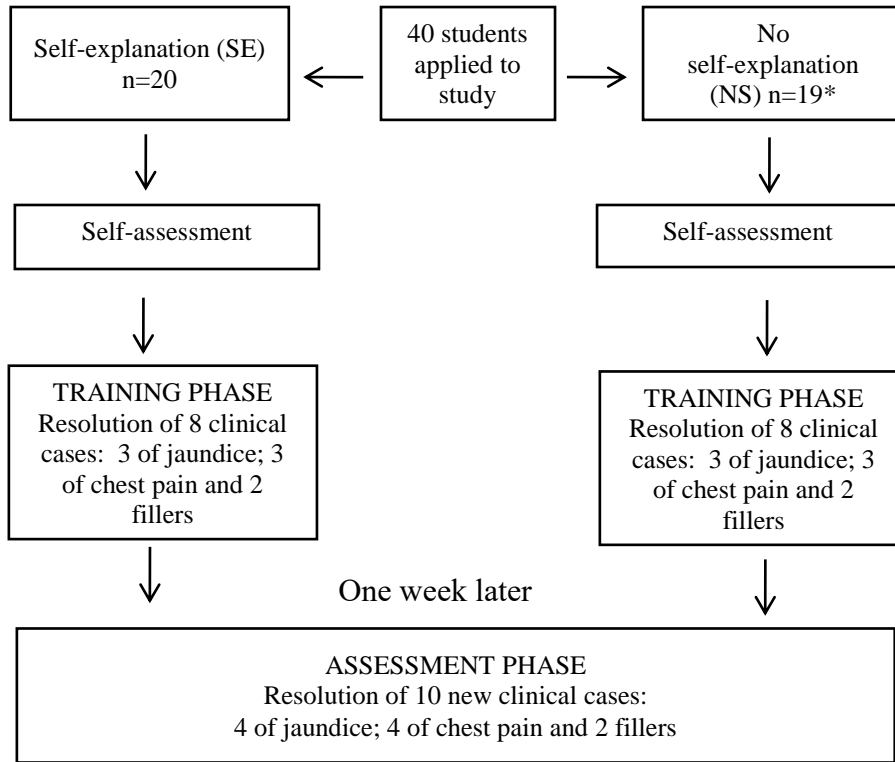 Self-explanation (SE)
n=20
40 students
applied to
study
No
self-explanation
(NS) n=19*
Self-assessment
Self-assessment
TRAINING PHASE
Resolution of 8 clinical
cases: 3 of jaundice; 3
of chest pain and 2
fillers
TRAINING PHASE
Resolution of 8 clinical
cases: 3 of jaundice; 3
of chest pain and 2
fillers
One week later
ASSESSMENT PHASE
Resolution of 10 new clinical cases:
4 of jaundice; 4 of chest pain and 2 fillers